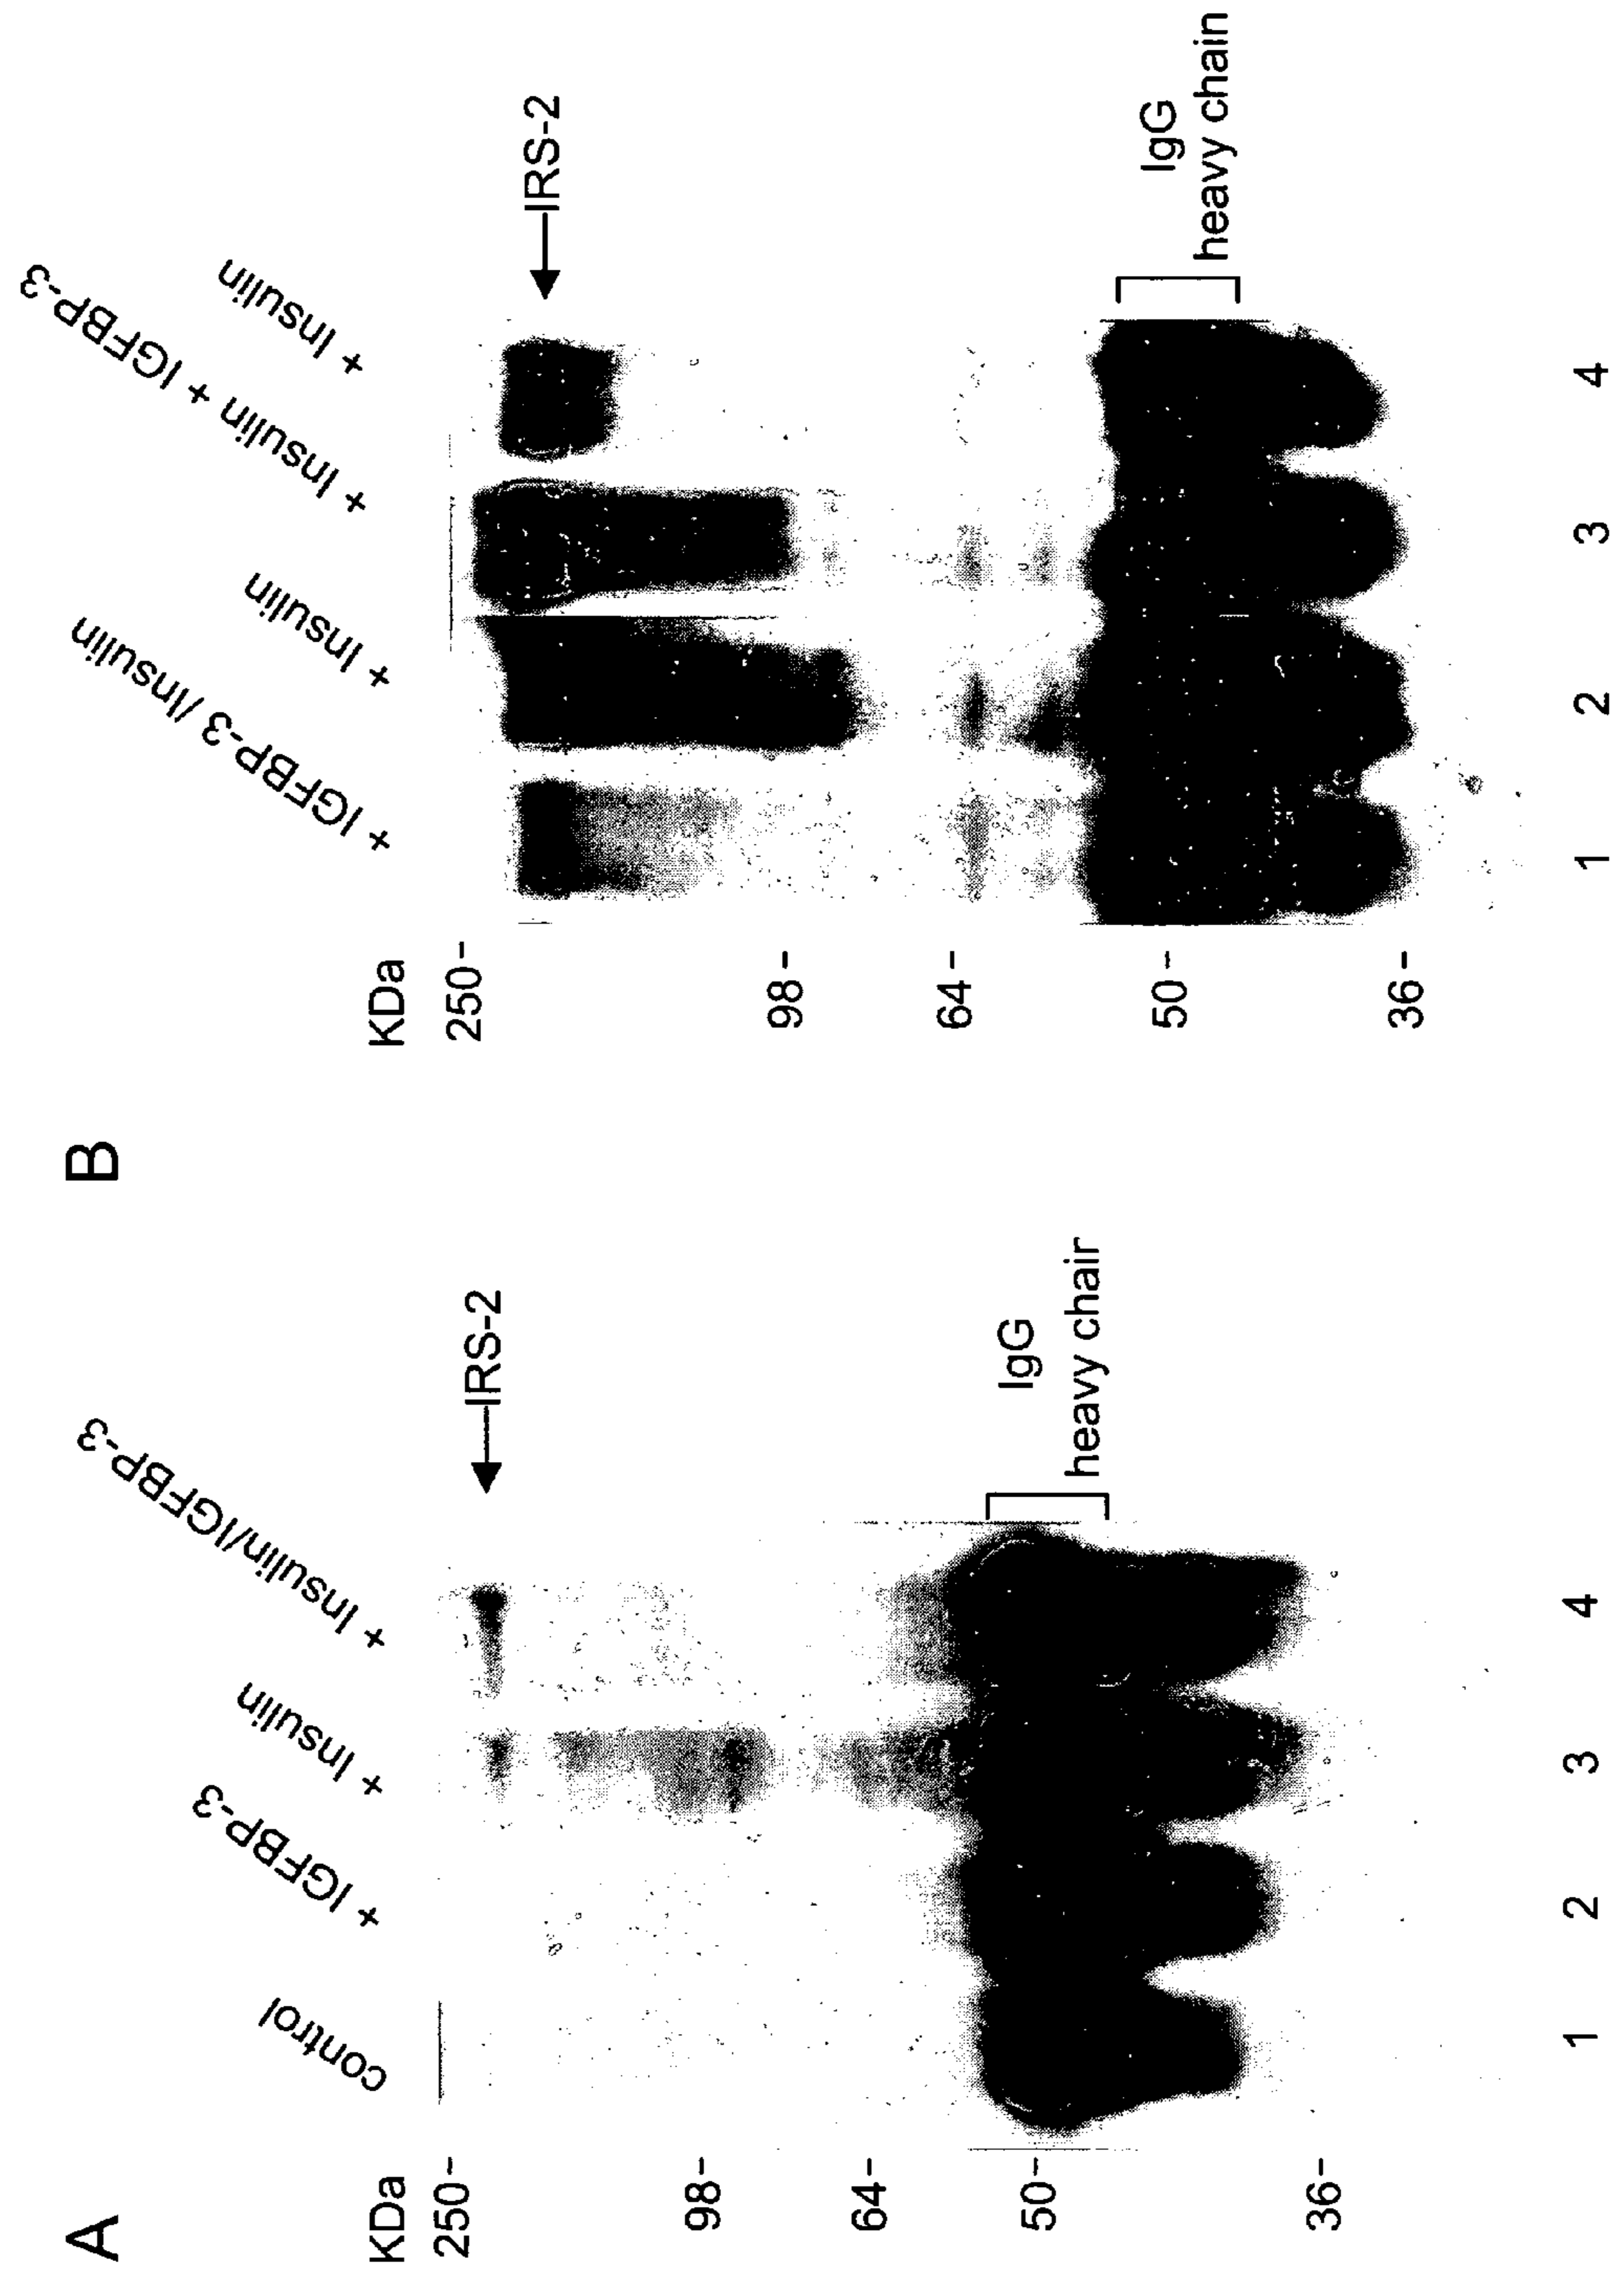 A
control
+ IGFBP-3
+ Insulin
+ Insulin/IGFBP-3
KDa
250-
98-
64-
50-
36-
IRS-2
IgG
heavy chair
1 2 3 4
B
+ IGFBP-3 /Insulin
+ Insulin
+ Insulin + IGFBP-3
+ Insulin
KDa
250-
98-
64-
50-
36-
IRS-2
IgG
heavy chain
1 2 3 4